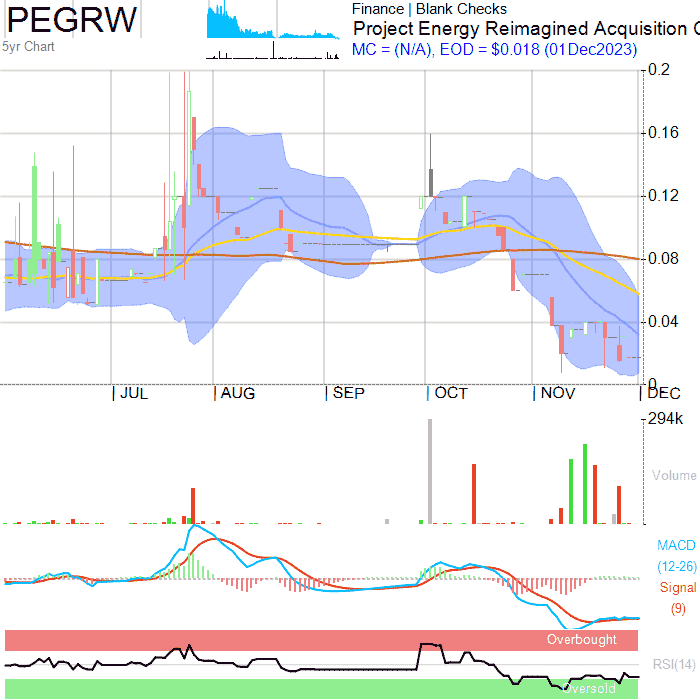 PEGRW
5yr Chart
Finance | Blank Checks
Project Energy Reimagined Acquisition C
MC = (N/A), EOD = $0.018 (01Dec2023)
0.2
0.16
0.12
0.08
0.04
0
| JUL | AUG | SEP | OCT | NOV | DEC
294k
Volume
MACD
(12-26)
Signal
(9)
Overbought
RSI(14)
Oversold